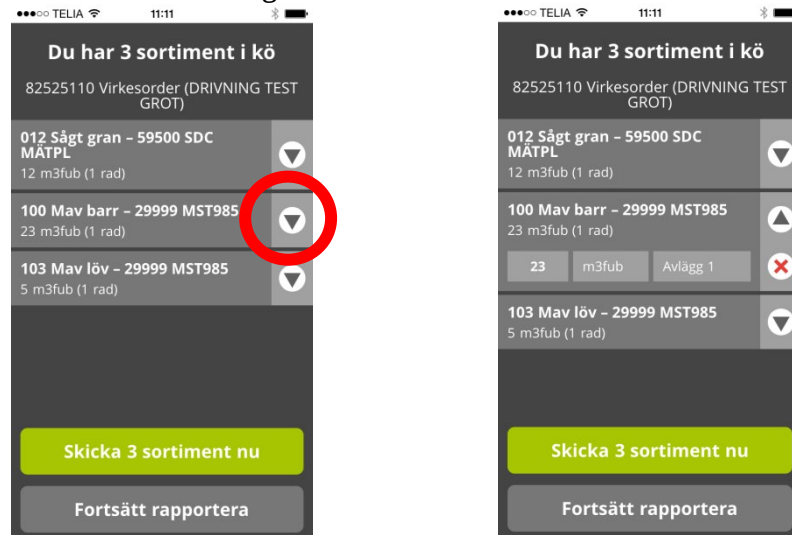 ●●●○○ TELIA 11:11
Du har 3 sortiment i kö
82525110 Virkesorder (DRIVNING TEST
GROT)
012 Sågt gran – 59500 SDC
MÄTPL
12 m3fub (1 rad)
100 Mav barr – 29999 MST985
23 m3fub (1 rad)
103 Mav löv – 29999 MST985
5 m3fub (1 rad)
Skicka 3 sortiment nu
Fortsätt rapportera
●●●○○ TELIA 11:11
Du har 3 sortiment i kö
82525110 Virkesorder (DRIVNING TEST
GROT)
012 Sågt gran – 59500 SDC
MÄTPL
12 m3fub (1 rad)
100 Mav barr – 29999 MST985
23 m3fub (1 rad)
23 m3fub Avlägg 1
103 Mav löv – 29999 MST985
5 m3fub (1 rad)
Skicka 3 sortiment nu
Fortsätt rapportera